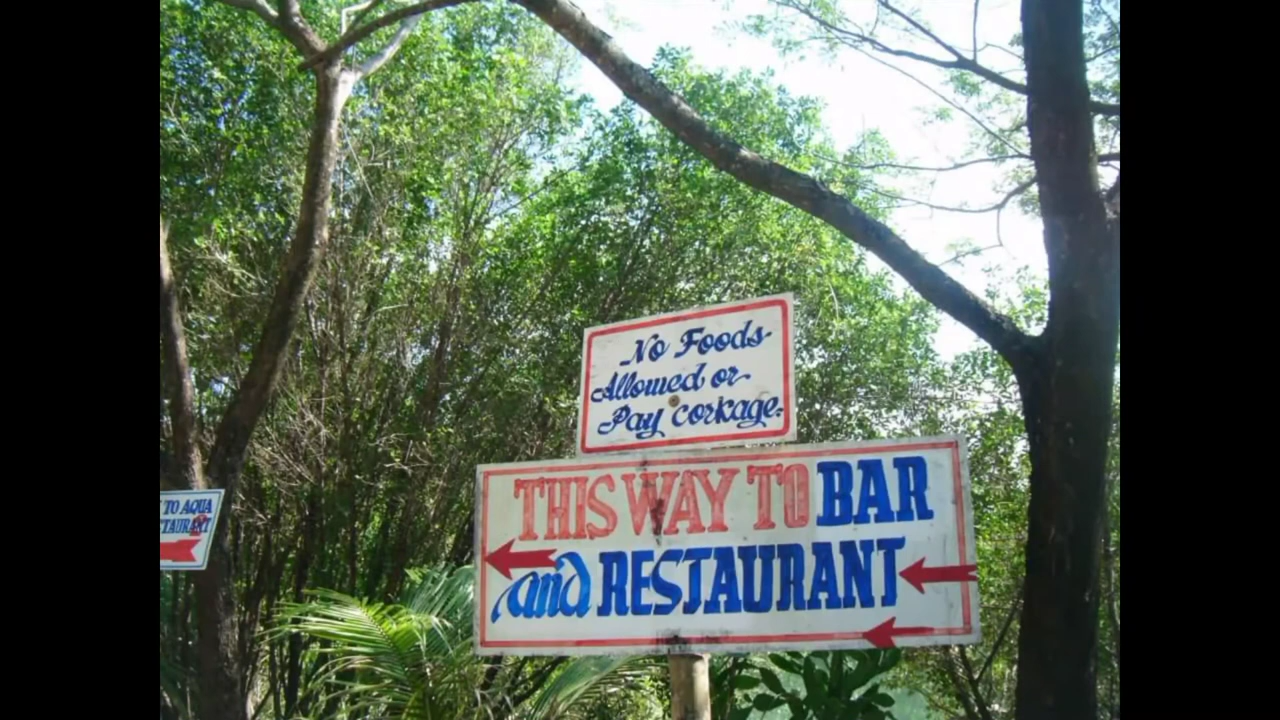 No Foods
Allowed or
Pay corkage.
THIS WAY TO BAR
and RESTAURANT
TO AQUA
TAURANT